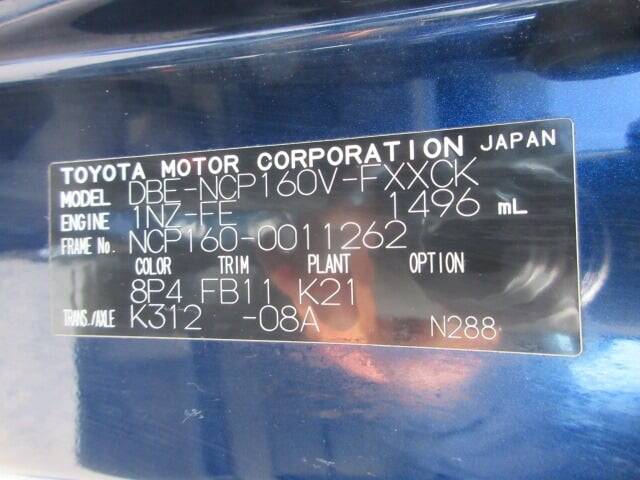 TOYOTA MOTOR CORPORATION JAPAN
MODEL DBE-NCP160V-FXXCK
ENGINE 1NZ-FE 1496 mL
FRAME No. NCP160-0011262
COLOR TRIM PLANT OPTION
8P4 FB11 K21
TRANS./AXLE K312 -08A N288